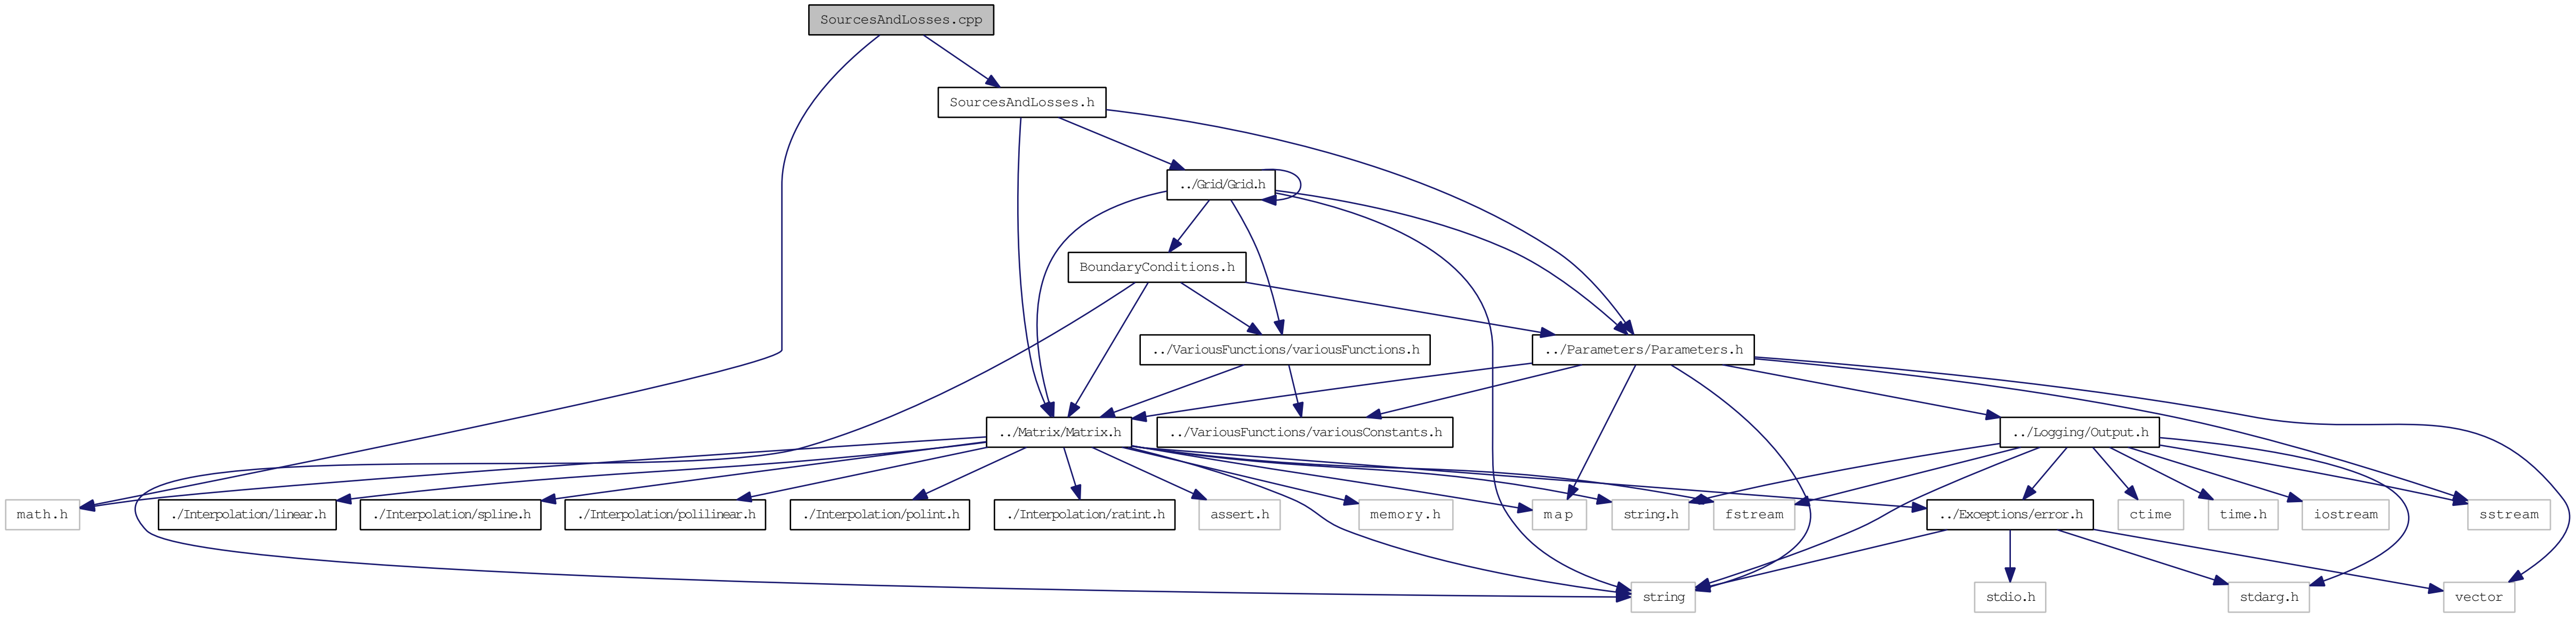 SourcesAndLosses.cpp
SourcesAndLosses.h
../Grid/Grid.h
BoundaryConditions.h
../VariousFunctions/variousFunctions.h
../Parameters/Parameters.h
../Matrix/Matrix.h
../VariousFunctions/variousConstants.h
../Logging/Output.h
math.h
./Interpolation/linear.h
./Interpolation/spline.h
./Interpolation/polilinear.h
./Interpolation/polint.h
./Interpolation/ratint.h
assert.h
memory.h
map
string.h
fstream
../Exceptions/error.h
ctime
time.h
iostream
sstream
string
stdio.h
stdarg.h
vector